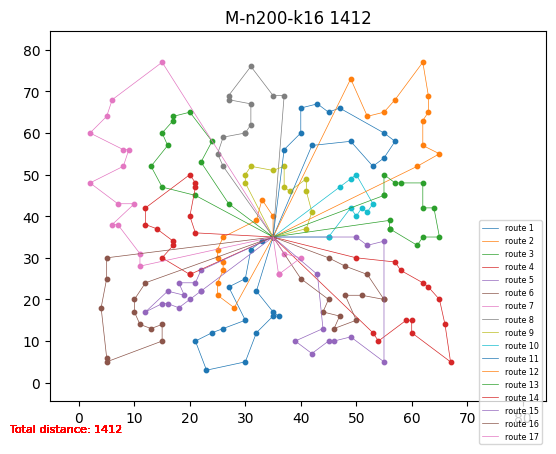 M-n200-k16 1412
80
70
60
50
40
30
20
10
0
0
10
20
30
40
50
60
70
80
route 1
route 2
route 3
route 4
route 5
route 6
route 7
route 8
route 9
route 10
route 11
route 12
route 13
route 14
route 15
route 16
route 17
Total distance: 1412